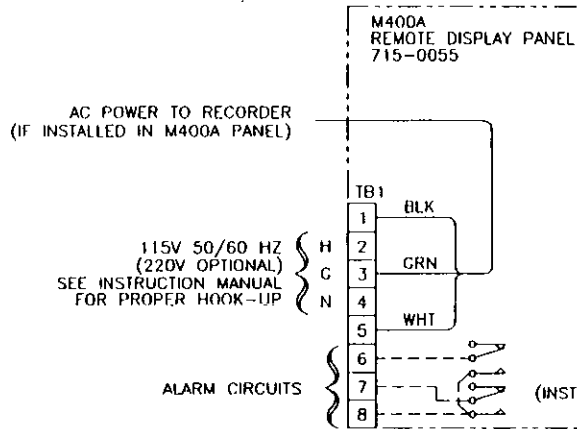 M400A
REMOTE DISPLAY PANEL
715-0055
AC POWER TO RECORDER
(IF INSTALLED IN M400A PANEL)
TB1
1 BLK
115V 50/60 HZ H 2
(220V OPTIONAL) G 3 GRN
SEE INSTRUCTION MANUAL
FOR PROPER HOOK-UP N 4
5 WHT
6
ALARM CIRCUITS 7 (INST
8